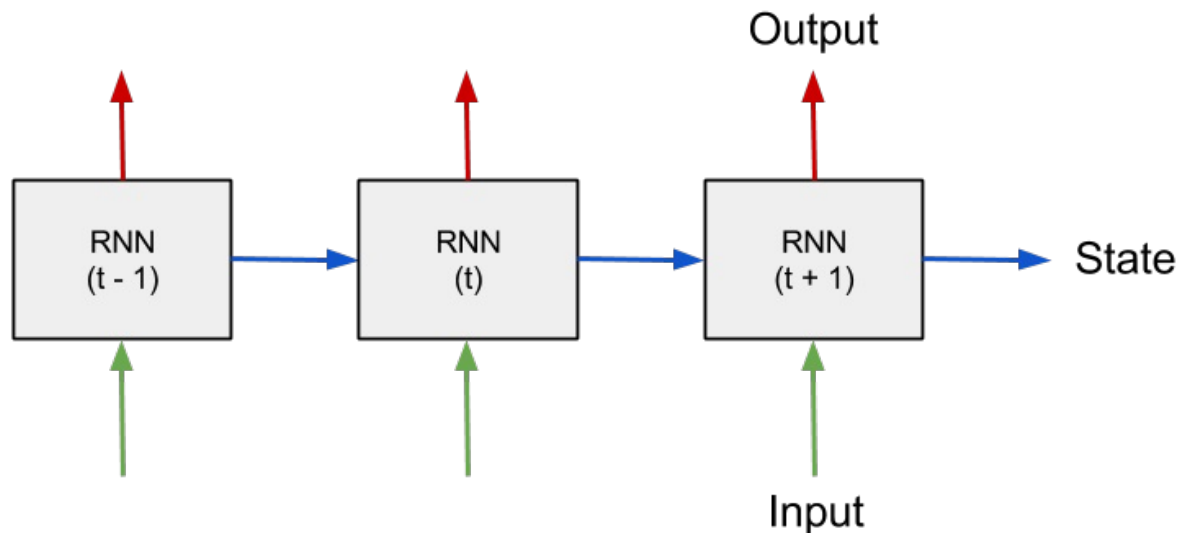 Output
RNN
(t - 1)
RNN
(t)
RNN
(t + 1)
State
Input